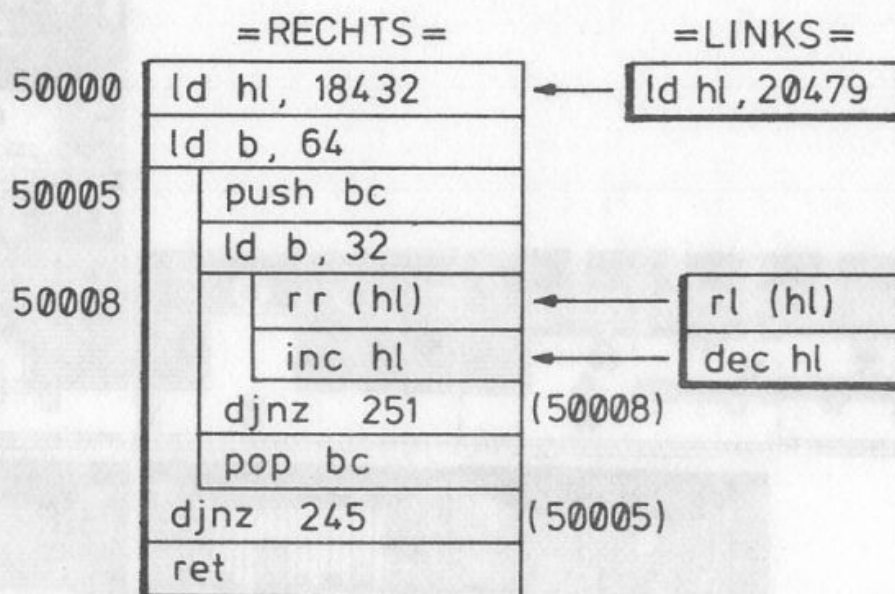 =RECHTS= =LINKS=
50000 ld hl, 18432 ld hl, 20479
ld b, 64
50005 push bc
ld b 32
50008 rr (hl) rl (hl)
inc hl dec hl
djnz 251 (50008)
pop bc
djnz 245 (50005)
ret